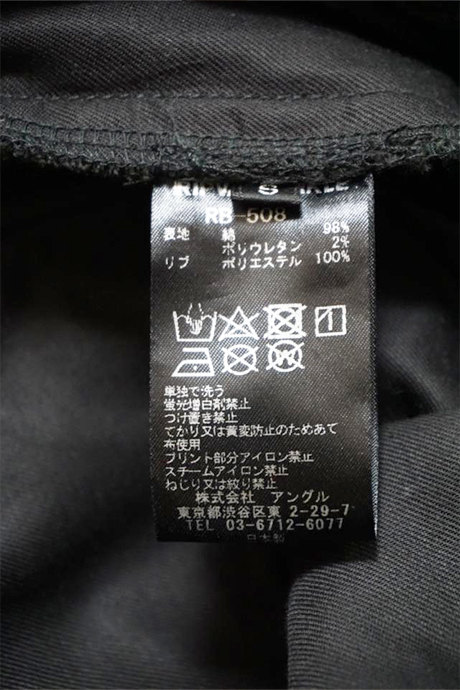 S
RB-508
表地 綿 98%
ポリウレタン 2%
リブ ポリエステル 100%
単独で洗う
蛍光増白剤禁止
つけ置き禁止
てかり又は黄変防止のためあて
布使用
プリント部分アイロン禁止
スチームアイロン禁止
ねじり又は絞り禁止
株式会社 アングル
東京都渋谷区東 2-29-7
TEL 03-6712-6077
日本製